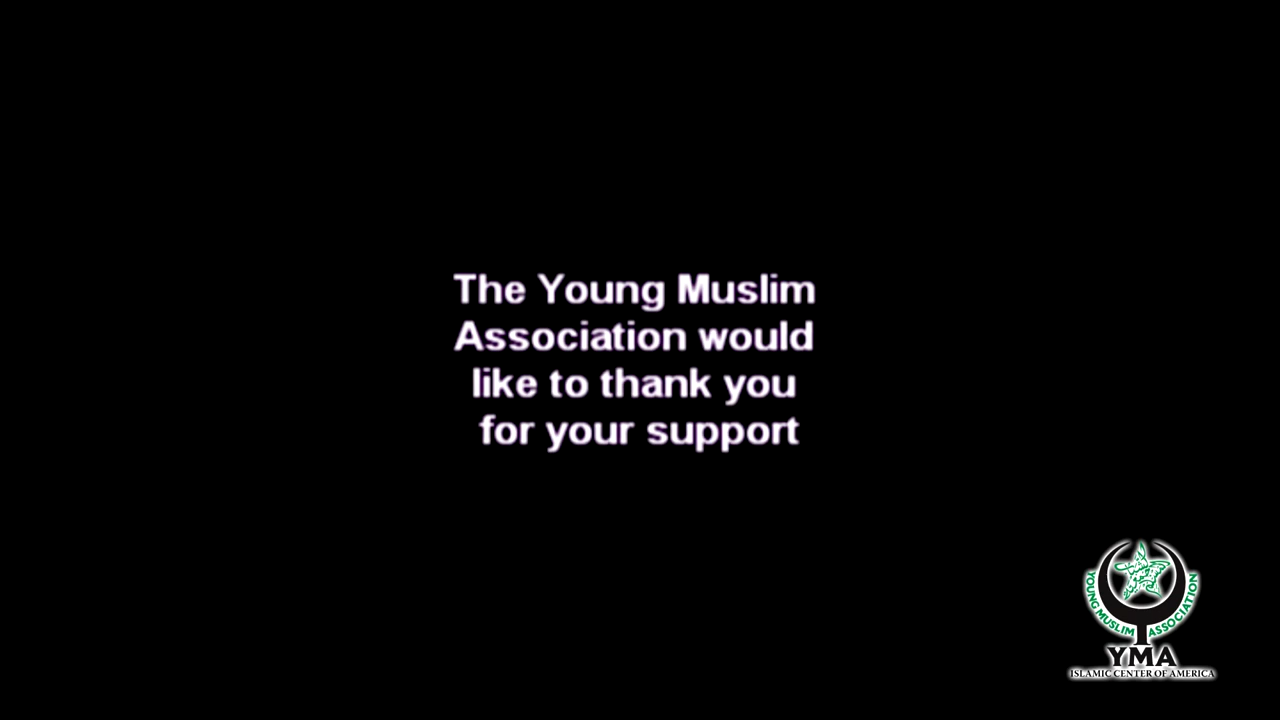 The Young Muslim
Association would
like to thank you
for your support
YOUNG MUSLIM ASSOCIATION
YMA
ISLAMIC CENTER OF AMERICA